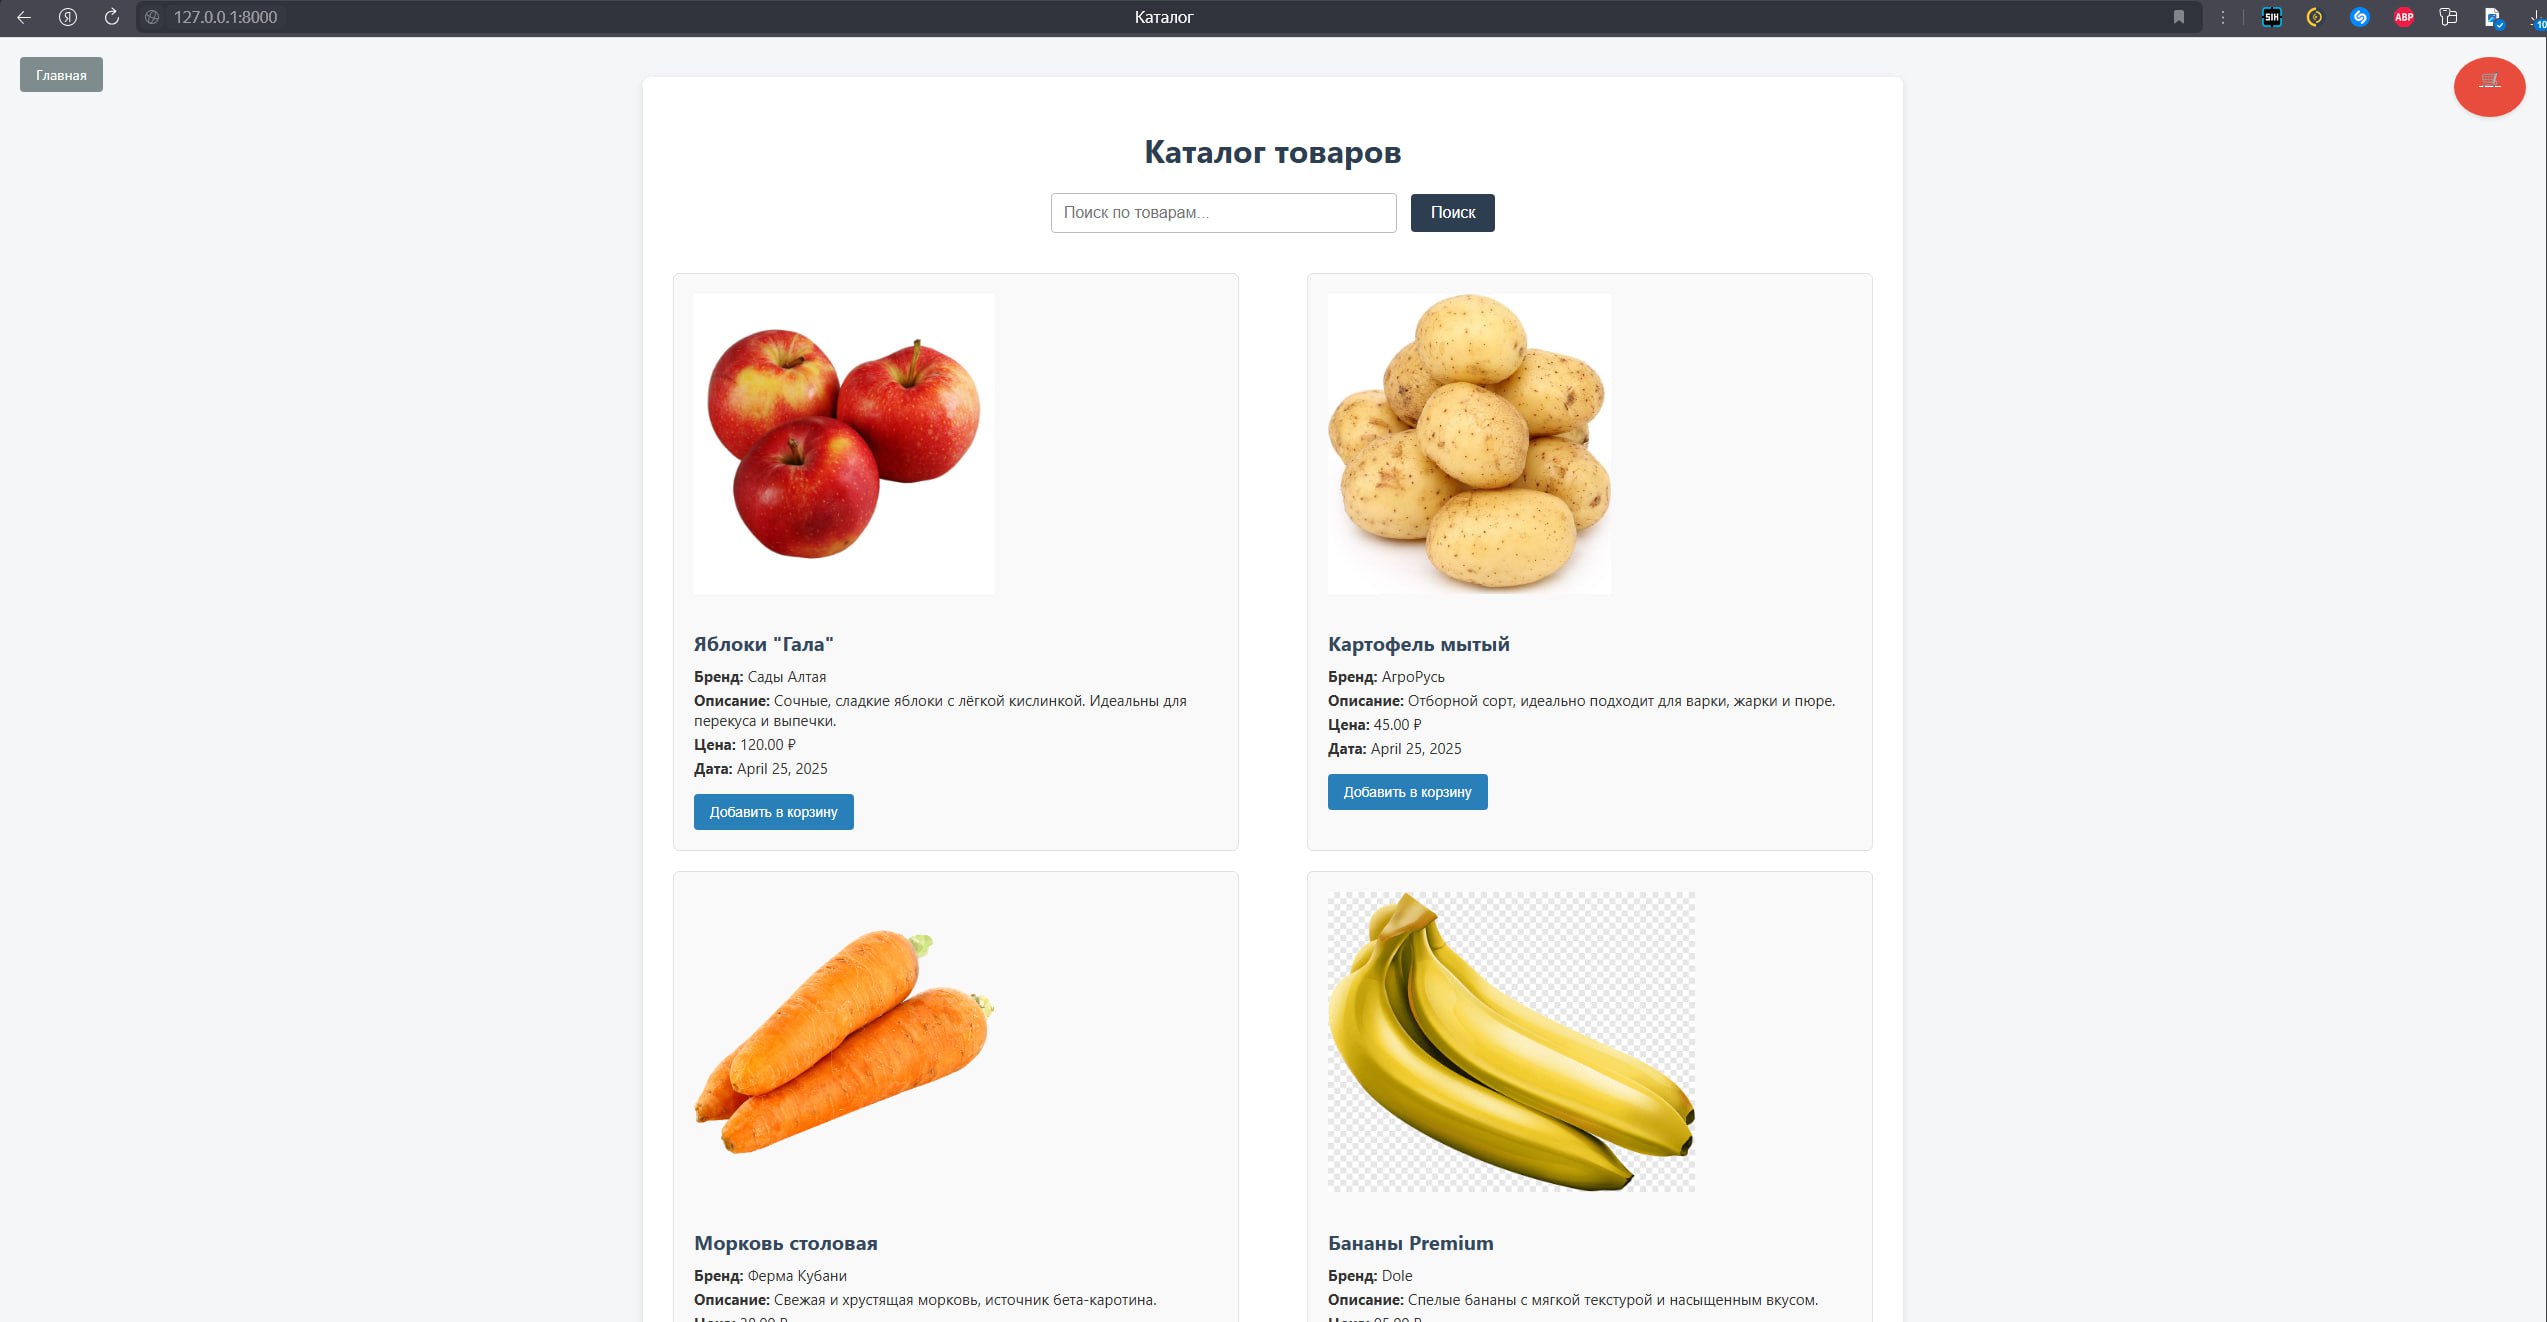 127.0.0.1:8000
Каталог
SIH
ABP
10
Главная
Каталог товаров
Поиск по товарам...
Поиск
Яблоки "Гала"
Бренд: Сады Алтая
Описание: Сочные, сладкие яблоки с лёгкой кислинкой. Идеальны для
перекуса и выпечки.
Цена: 120.00 ₽
Дата: April 25, 2025
Добавить в корзину
Картофель мытый
Бренд: АгроРусь
Описание: Отборной сорт, идеально подходит для варки, жарки и пюре.
Цена: 45.00 ₽
Дата: April 25, 2025
Добавить в корзину
Морковь столовая
Бренд: Ферма Кубани
Описание: Свежая и хрустящая морковь, источник бета-каротина.
Бананы Premium
Бренд: Dole
Описание: Спелые бананы с мягкой текстурой и насыщенным вкусом.